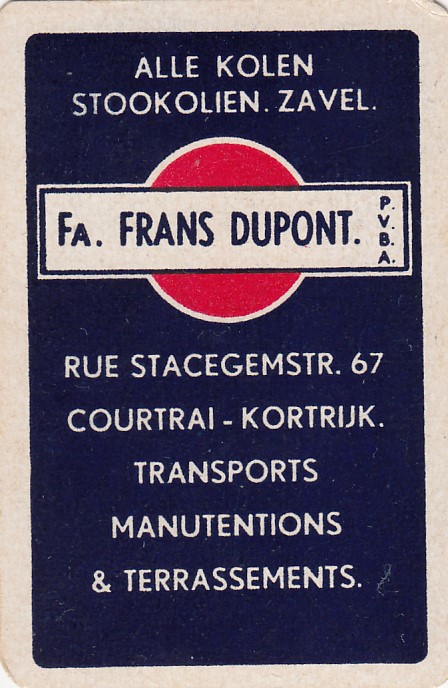 ALLE KOLEN
STOOKOLIEN. ZAVEL.
FA. FRANS DUPONT. P.V.B.A.
RUE STACEGEMSTR. 67
COURTRAI - KORTRIJK.
TRANSPORTS
MANUTENTIONS
& TERRASSEMENTS.